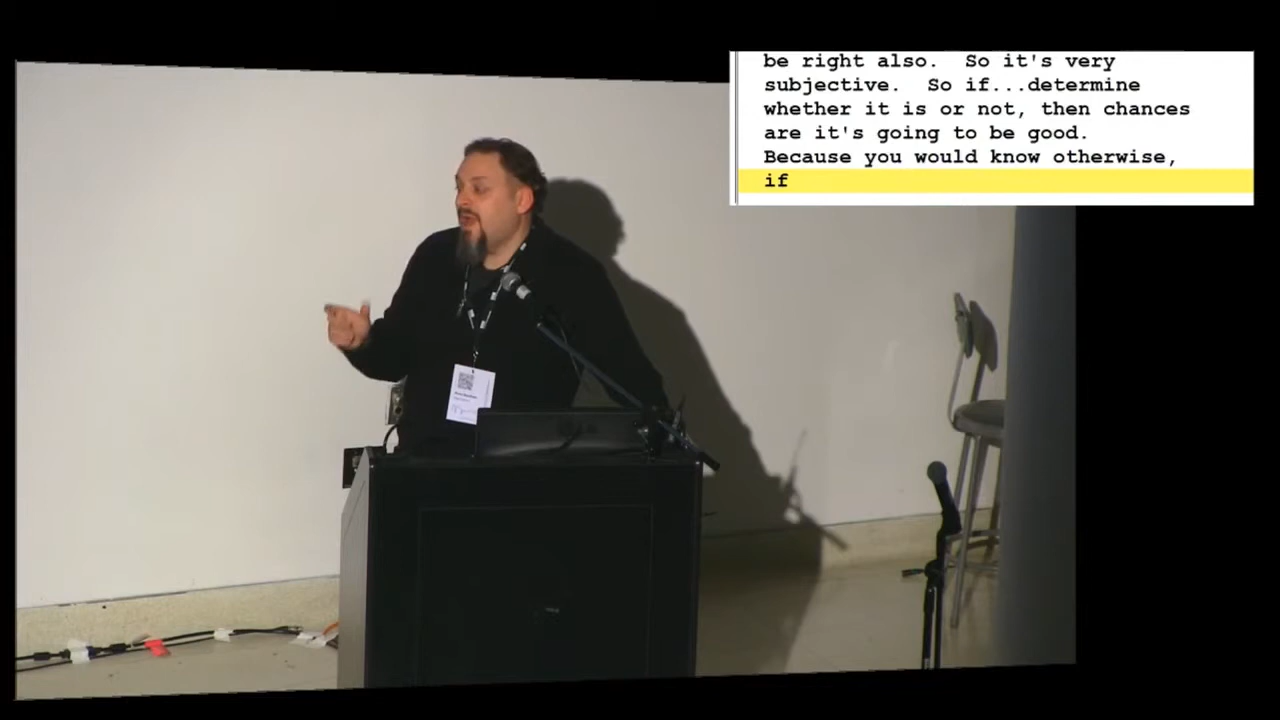 be right also.  So it's very
subjective.  So if...determine
whether it is or not, then chances
are it's going to be good.
Because you would know otherwise,
if